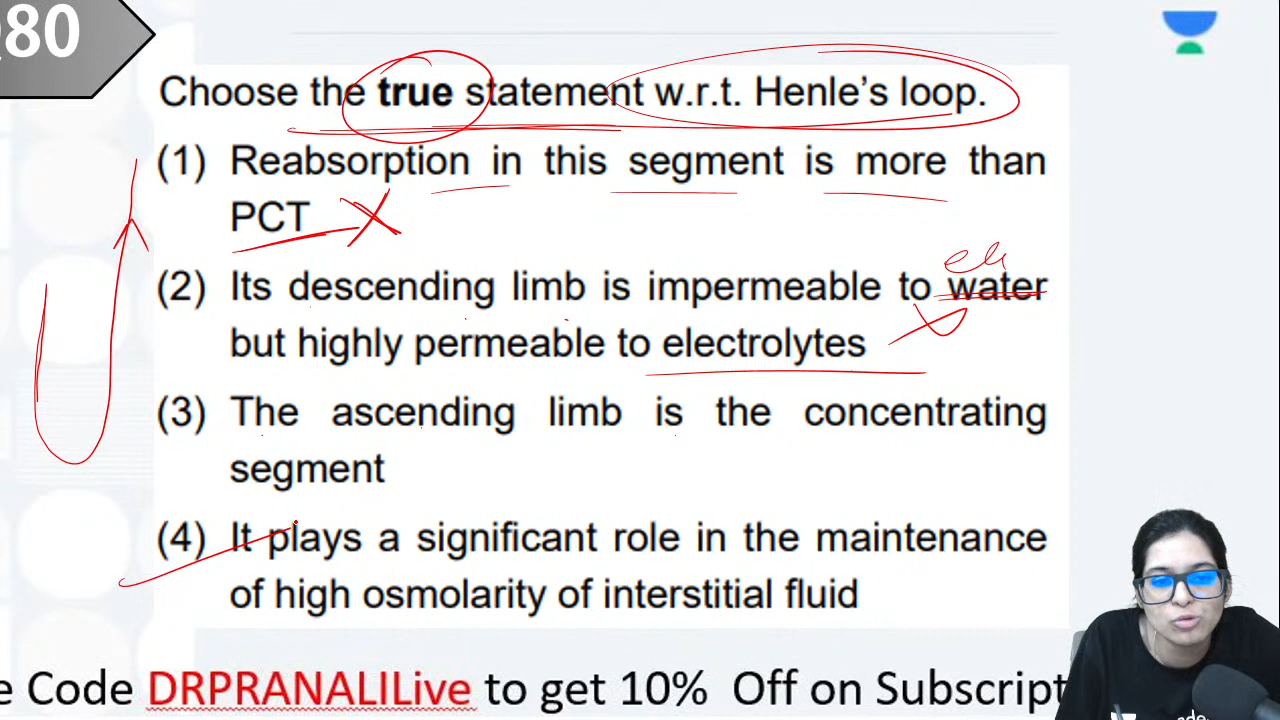 80
Choose the true statement w.r.t. Henle's loop.
(1) Reabsorption in this segment is more than
PCT
(2) Its descending limb is impermeable to water
but highly permeable to electrolytes
(3) The ascending limb is the concentrating
segment
(4) It plays a significant role in the maintenance
of high osmolarity of interstitial fluid
e Code DRPRANALILive to get 10% Off on Subscript